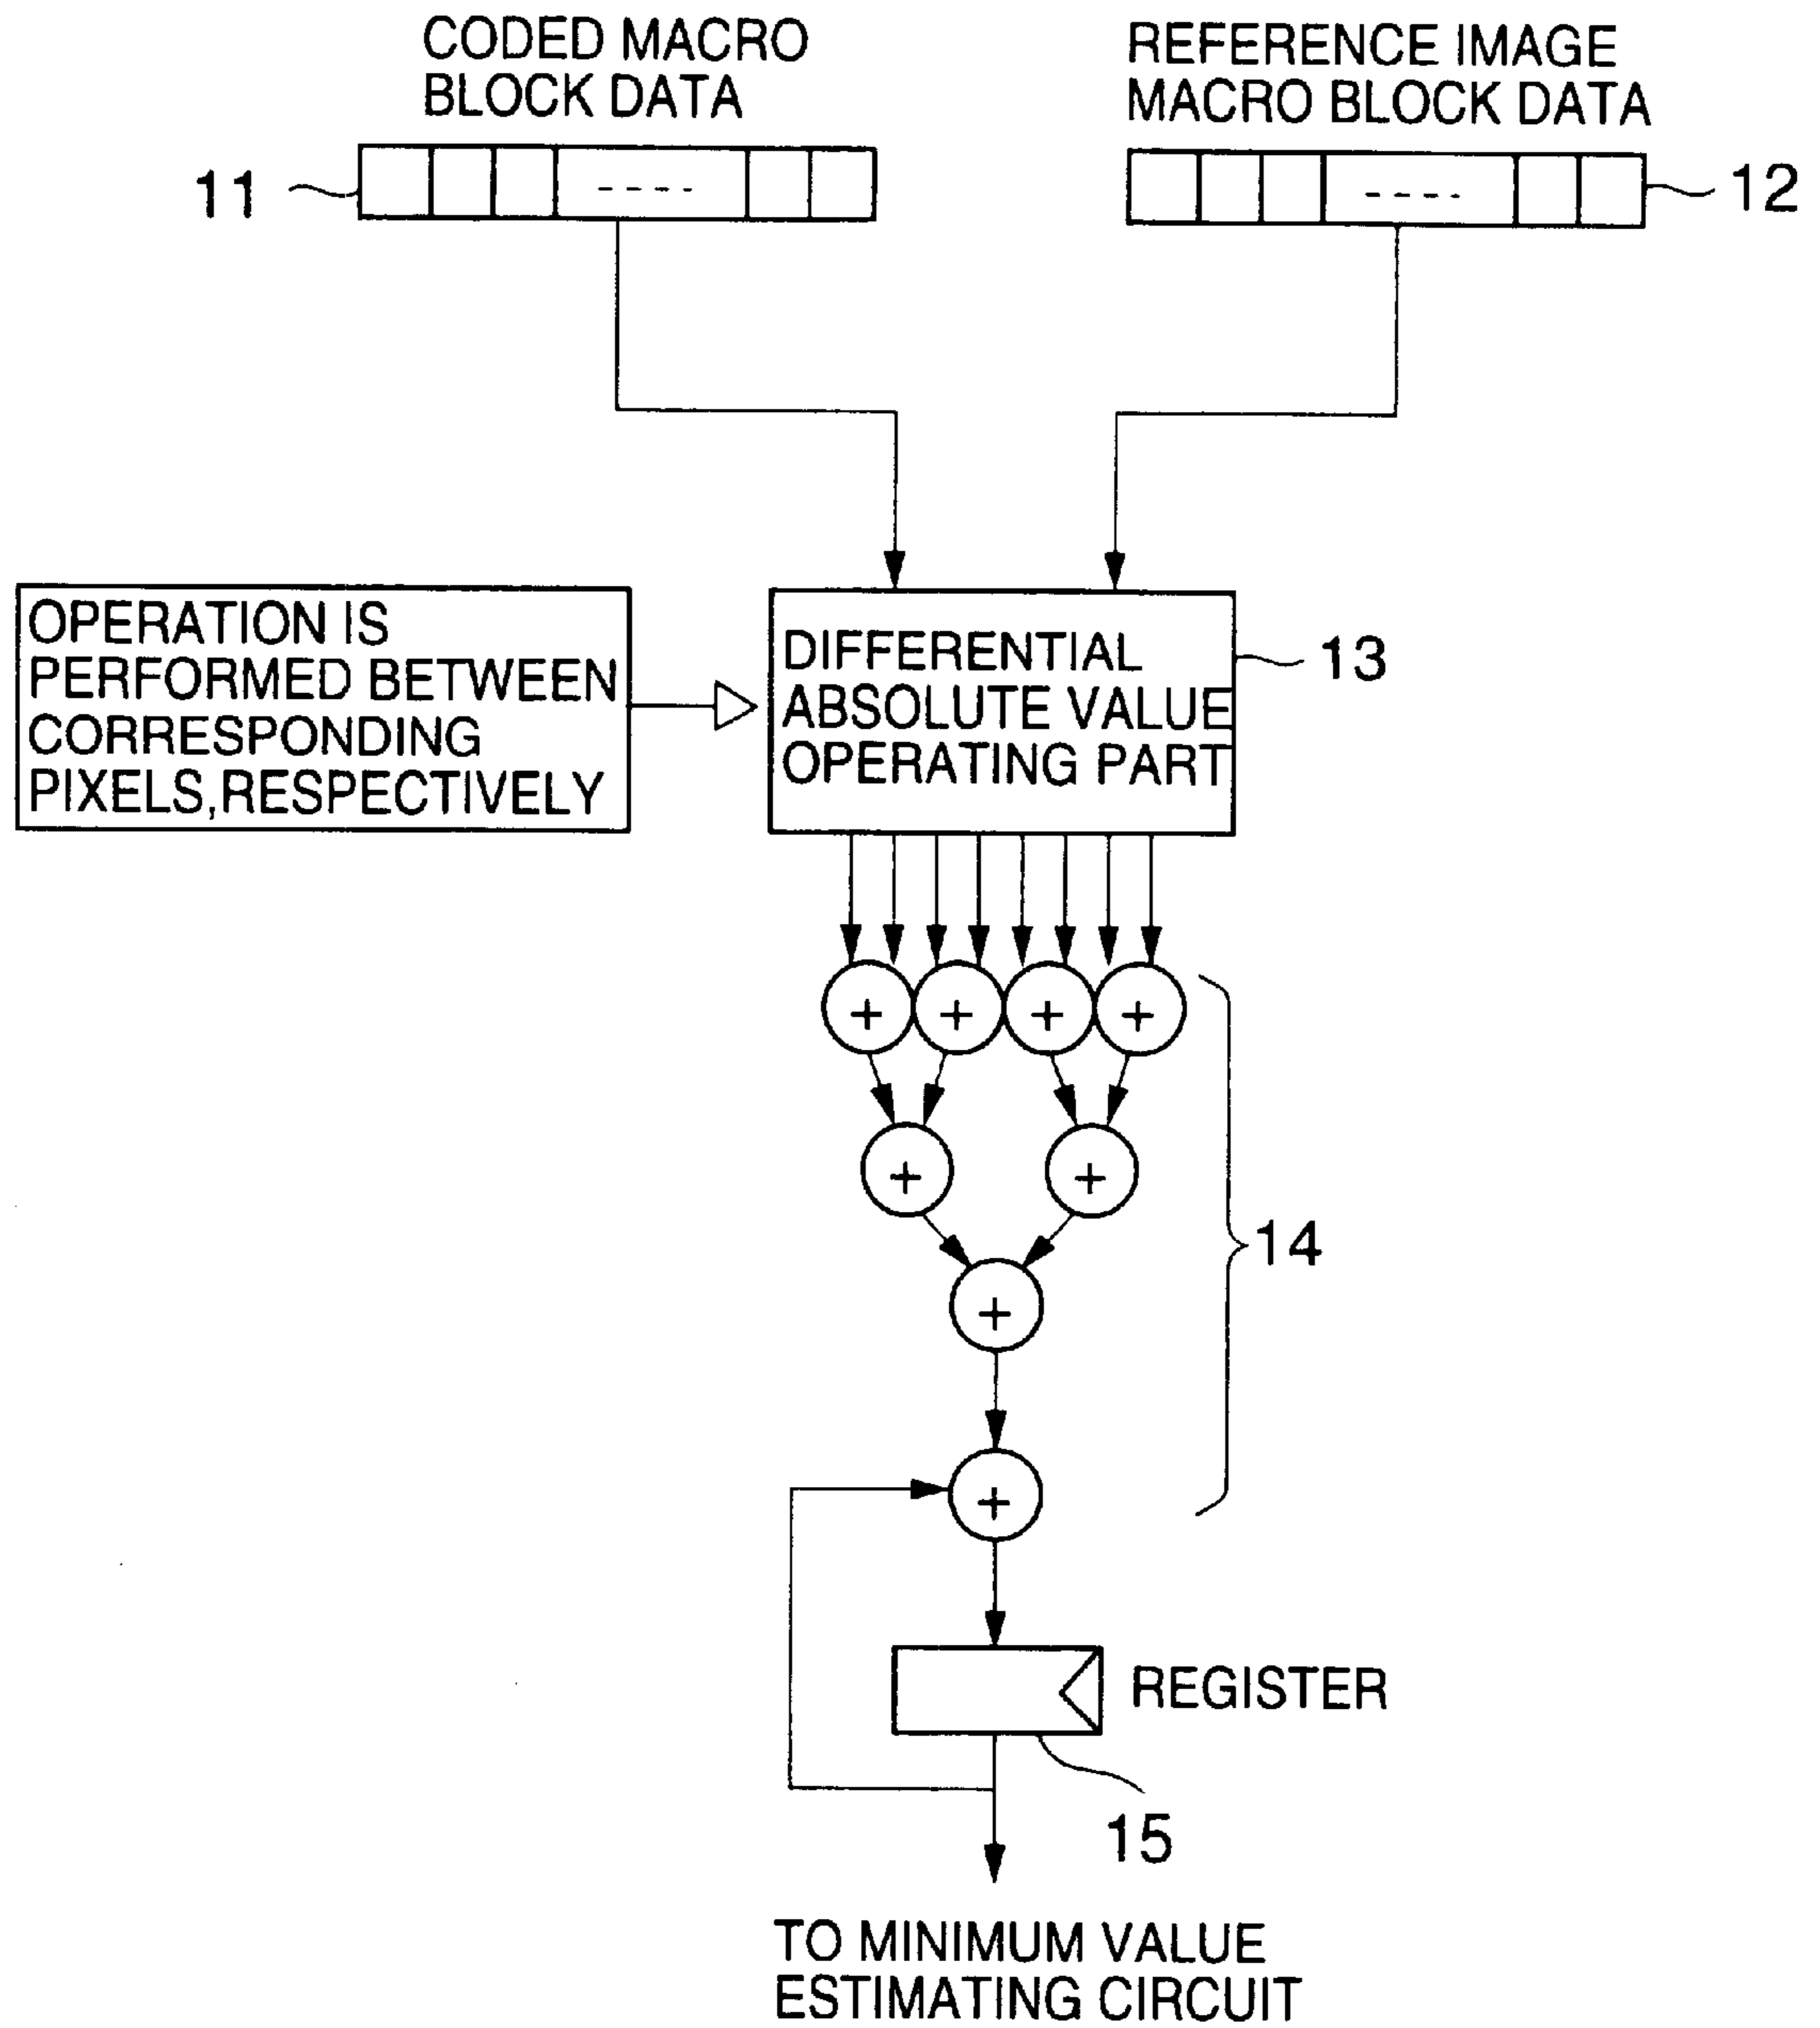 CODED MACRO
BLOCK DATA
REFERENCE IMAGE
MACRO BLOCK DATA
11
----
----
12
OPERATION IS
PERFORMED BETWEEN
CORRESPONDING
PIXELS,RESPECTIVELY
DIFFERENTIAL
ABSOLUTE VALUE
OPERATING PART
13
+ + + +
+ +
14
+
+
REGISTER
15
TO MINIMUM VALUE
ESTIMATING CIRCUIT